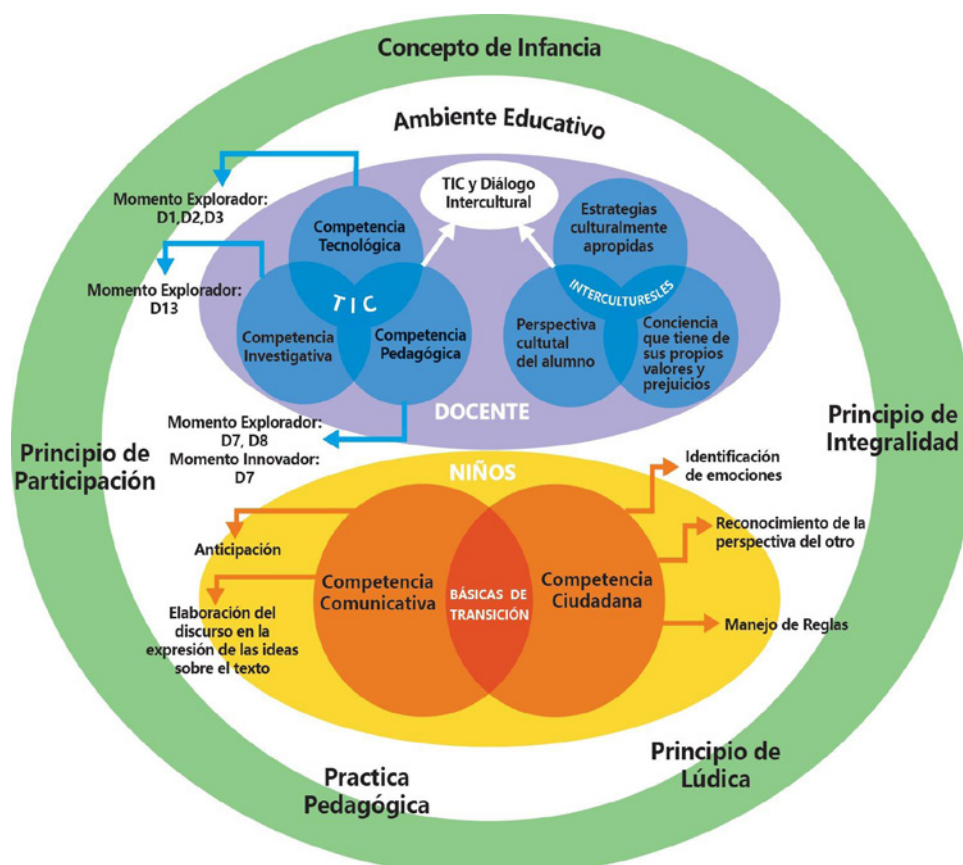 Concepto de Infancia
Ambiente Educativo
Momento Explorador:
D1,D2,D3
Momento Explorador:
D13
TIC y Diálogo
Intercultural
Competencia
Tecnológica
TIC
Competencia
Investigativa
Competencia
Pedagógica
Estrategias
culturalmente
apropidas
INTERCULTURESLES
Perspectiva
cultutal
del alumno
Conciencia
que tiene de
sus propios
valores y
prejuicios
DOCENTE
Momento Explorador:
D7, D8
Momento Innovador:
D7
Principio de
Participación
Principio de
Integralidad
NIÑOS
Identificación
de emociones
Anticipación
Reconocimiento de la
perspectiva del otro
Competencia
Comunicativa
BÁSICAS DE
TRANSICIÓN
Competencia
Ciudadana
Elaboración del
discurso en la
expresión de las ideas
sobre el texto
Manejo de Reglas
Practica
Pedagógica
Principio de
Lúdica